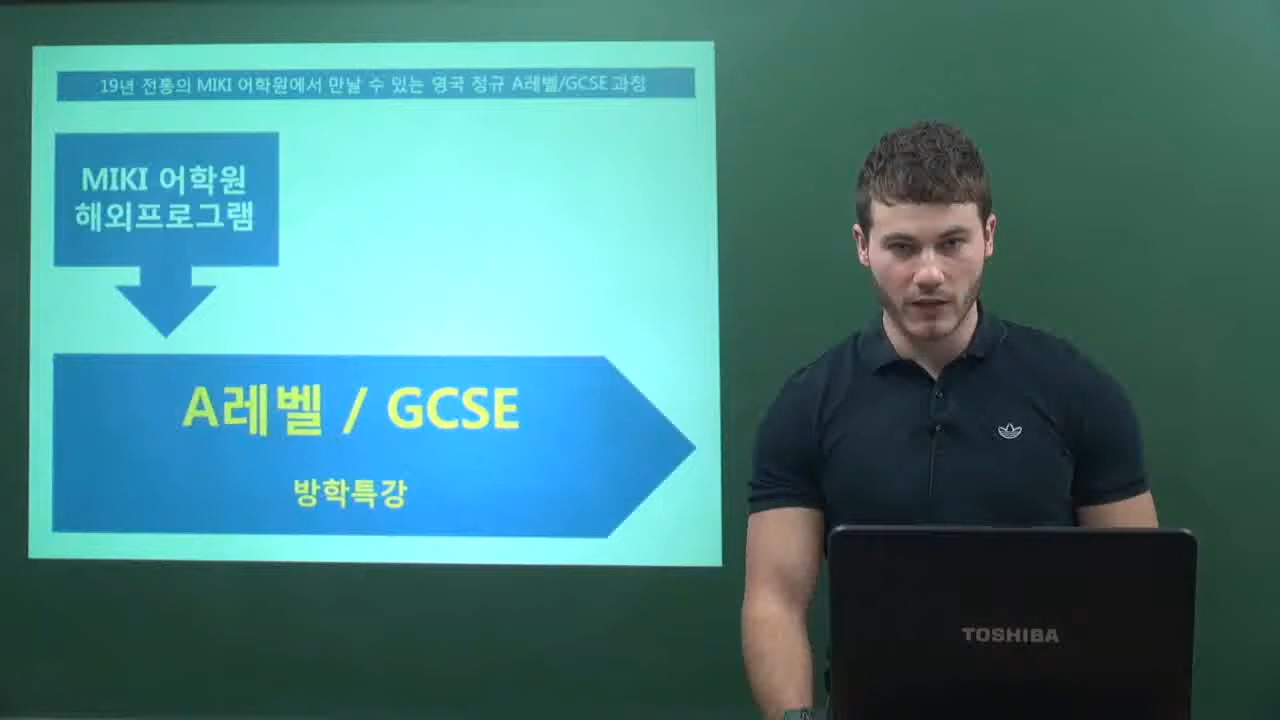 19년 전통의 MIKI 어학원에서 만날 수 있는 영국 정규 A레벨/GCSE 과정
MIKI 어학원
해외프로그램
A레벨 / GCSE
방학특강
TOSHIBA